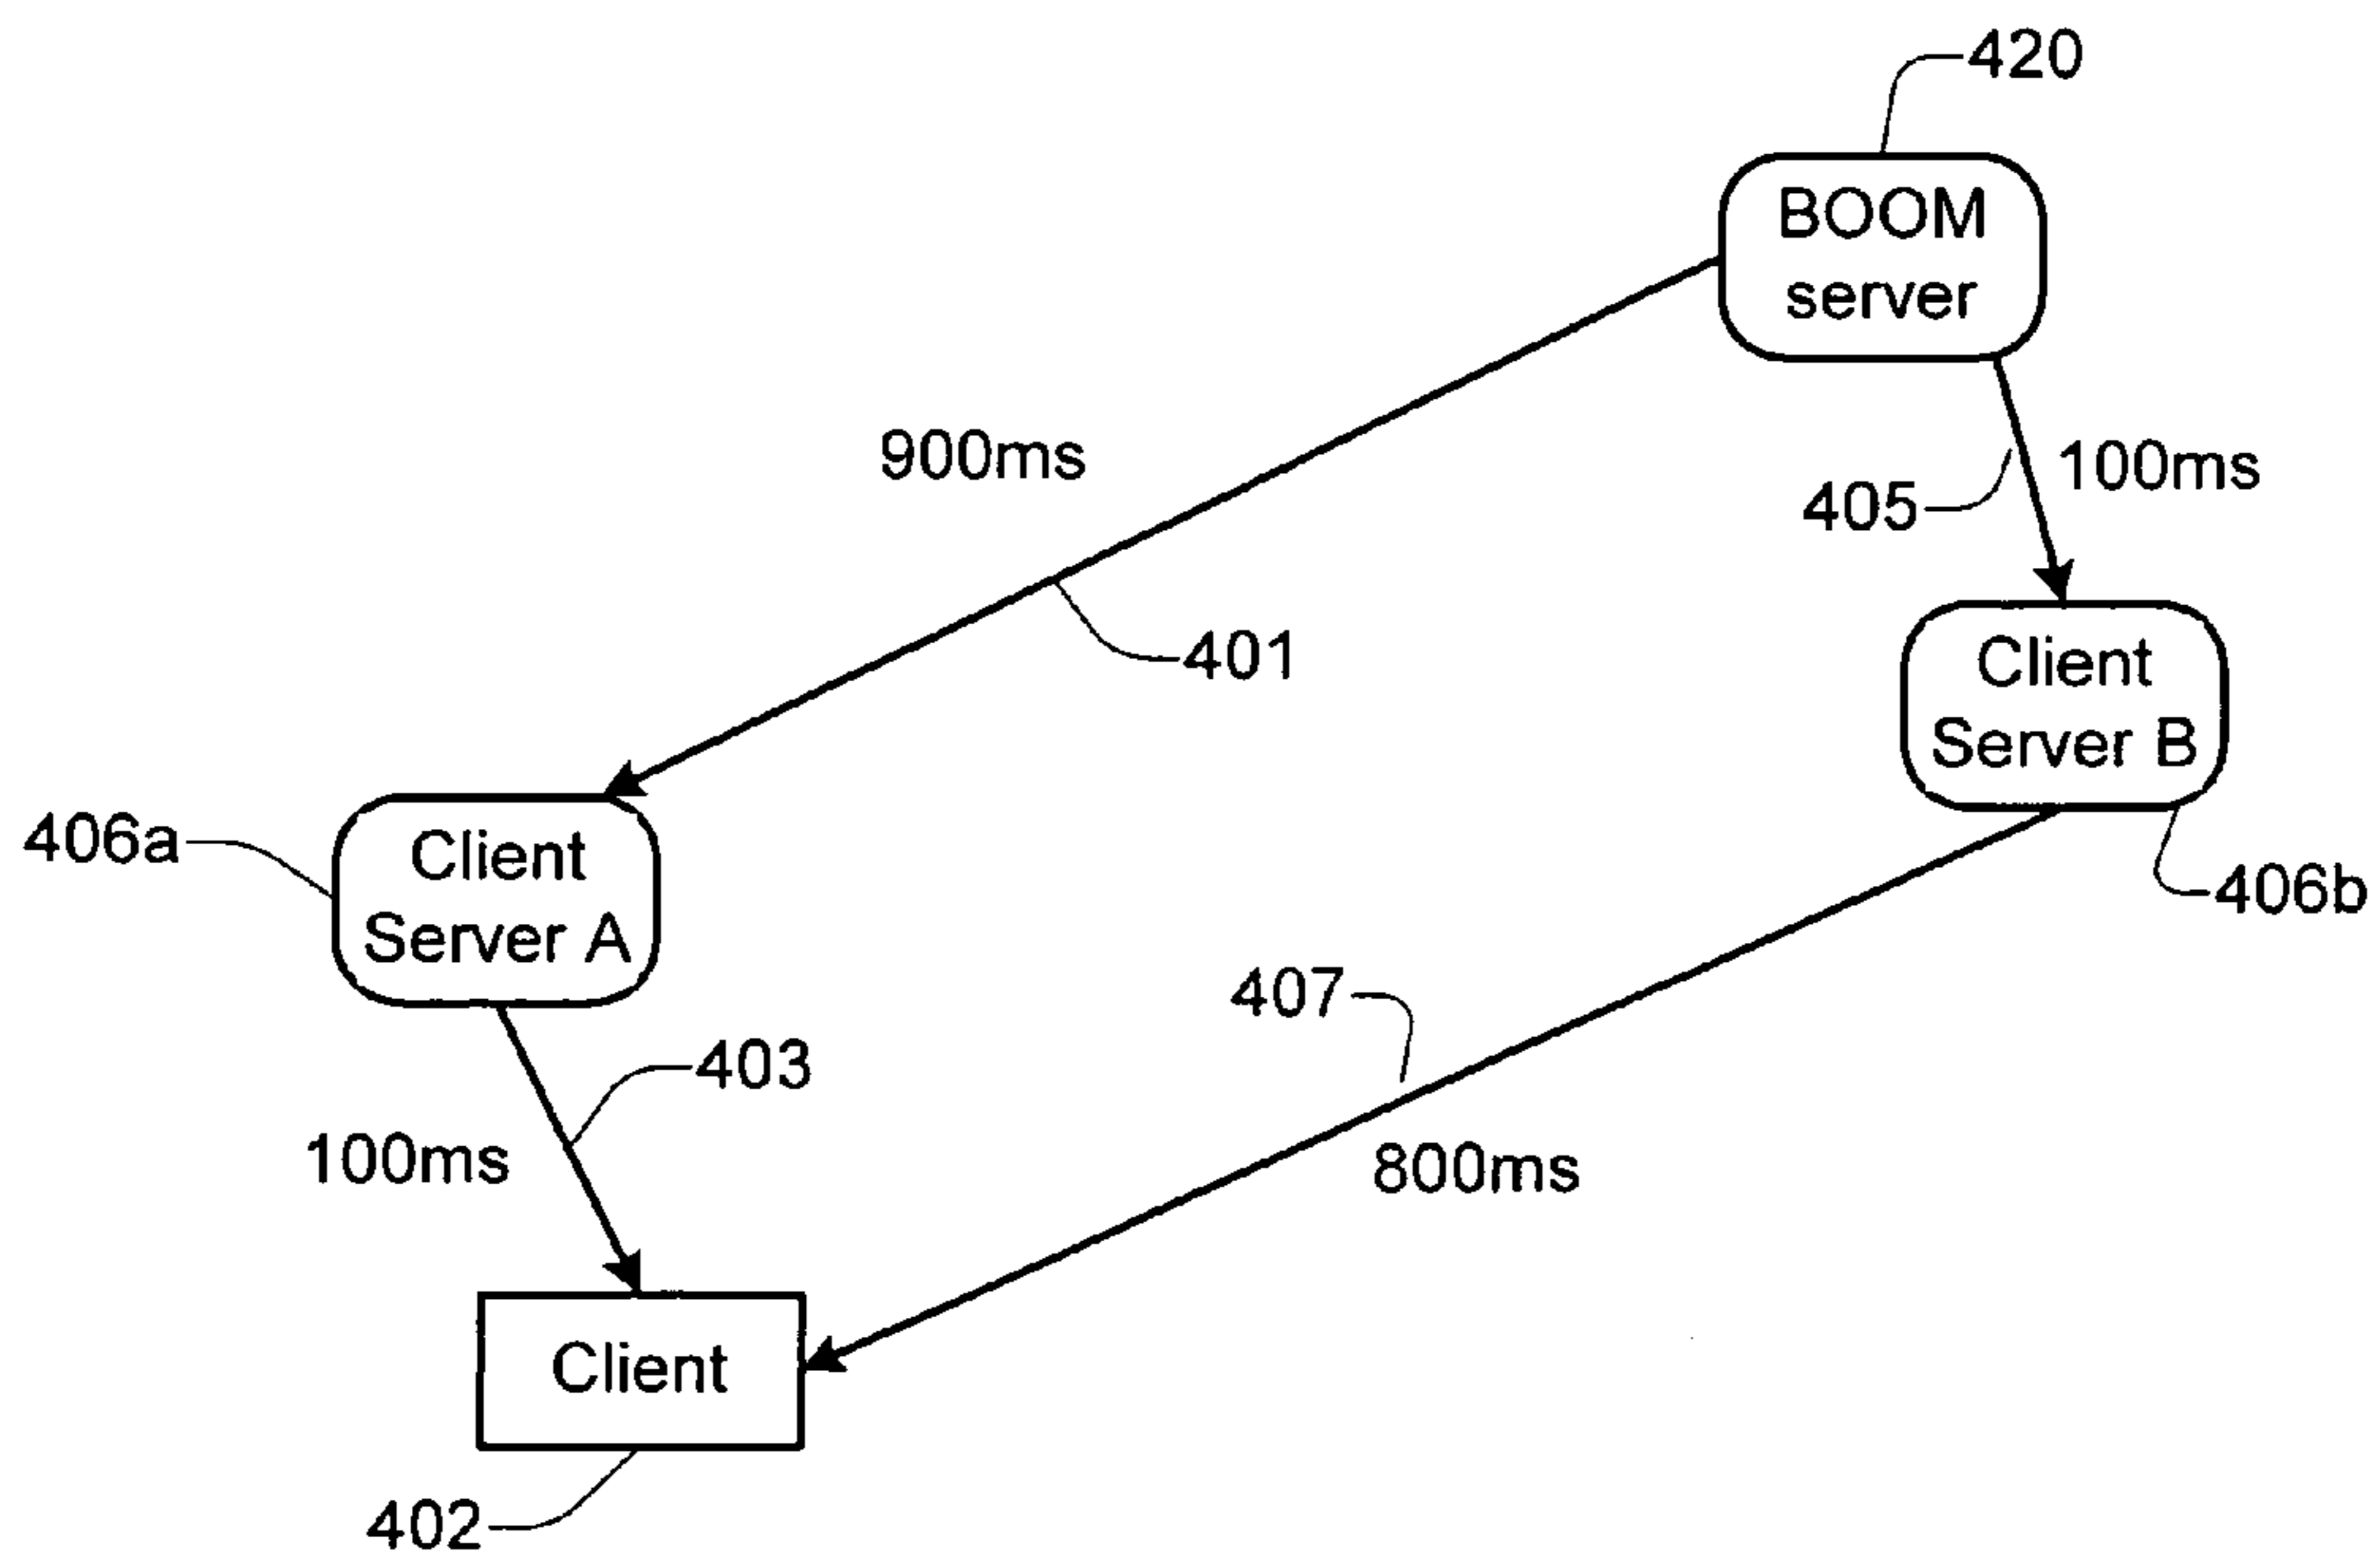 420
BOOM
server
900ms
100ms
405
401
Client
Server B
406a
Client
Server A
406b
407
403
100ms
800ms
Client
402